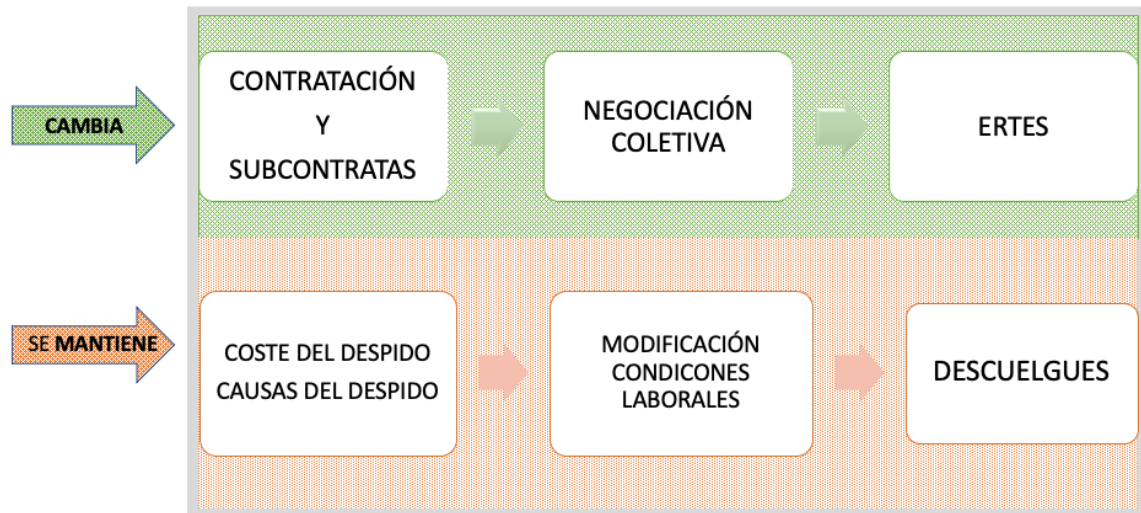 CAMBIA
CONTRATACIÓN
Y
SUBCONTRATAS
NEGOCIACIÓN
COLETIVA
ERTES
SE MANTIENE
COSTE DEL DESPIDO
CAUSAS DEL DESPIDO
MODIFICACIÓN
CONDICONES
LABORALES
DESCUELGUES